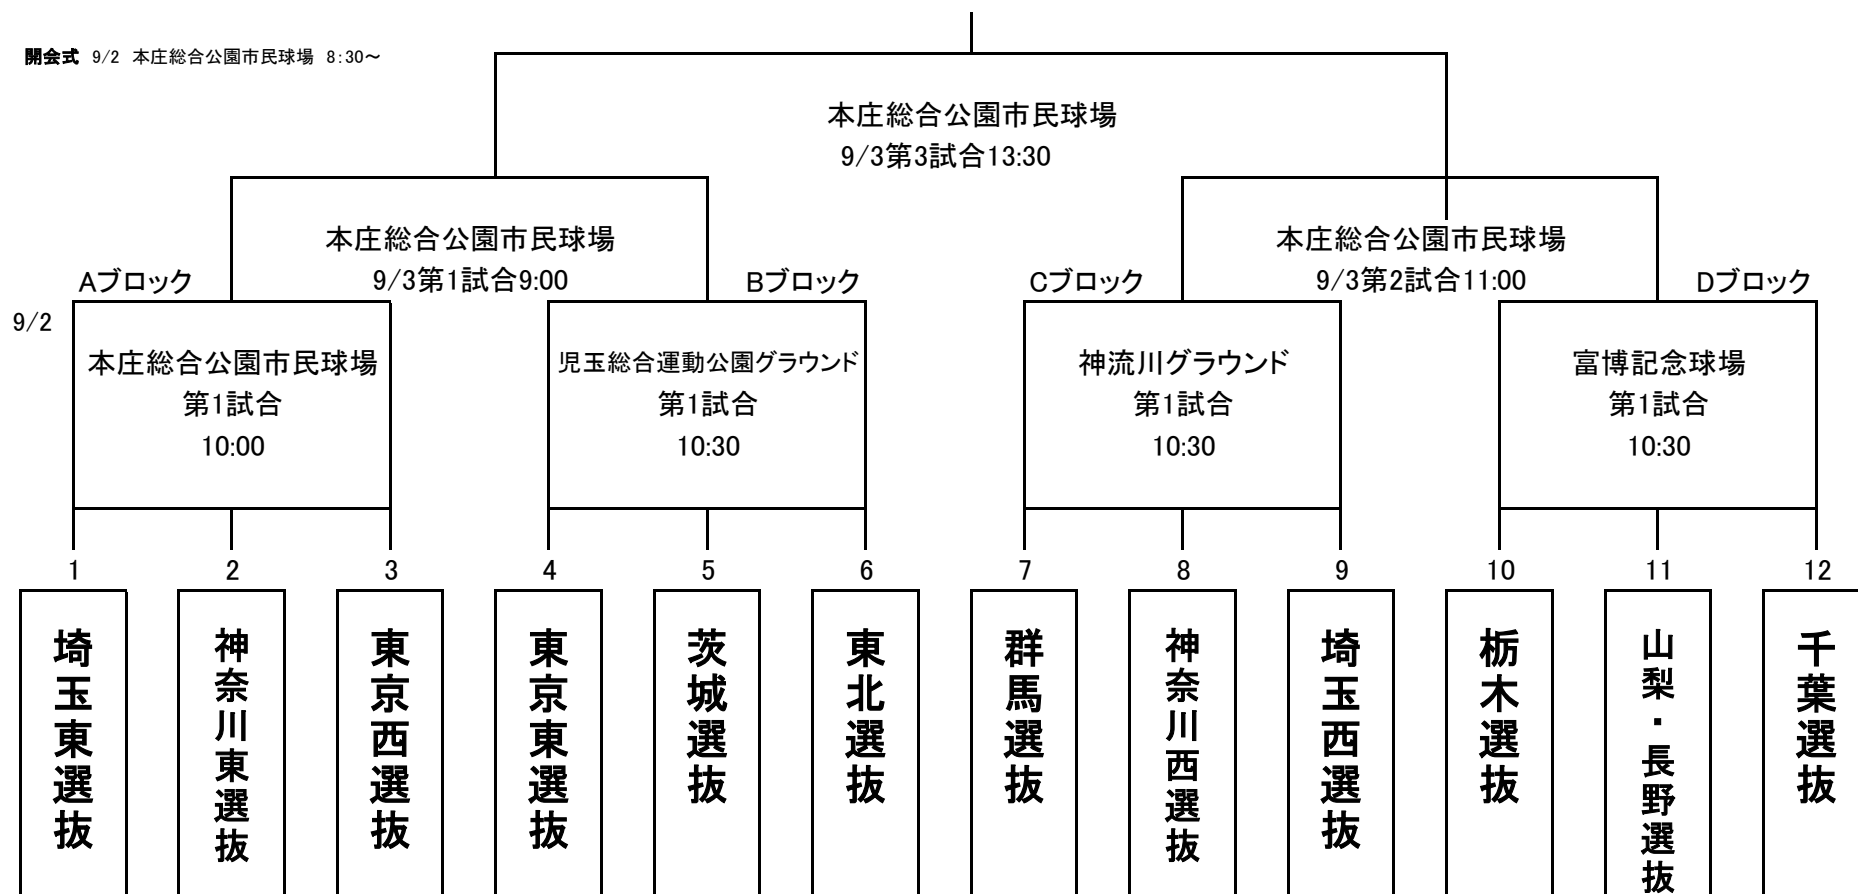 開会式 9/2 本庄総合公園市民球場 8:30～
本庄総合公園市民球場
9/3第3試合13:30
本庄総合公園市民球場
9/3第1試合9:00
本庄総合公園市民球場
9/3第2試合11:00
Aブロック
Bブロック
Cブロック
Dブロック
9/2
本庄総合公園市民球場
第1試合
10:00
児玉総合運動公園グラウンド
第1試合
10:30
神流川グラウンド
第1試合
10:30
富博記念球場
第1試合
10:30
1
2
3
4
5
6
7
8
9
10
11
12
埼玉東選抜
神奈川東選抜
東京西選抜
東京東選抜
茨城選抜
東北選抜
群馬選抜
神奈川西選抜
埼玉西選抜
栃木選抜
山梨・長野選抜
千葉選抜